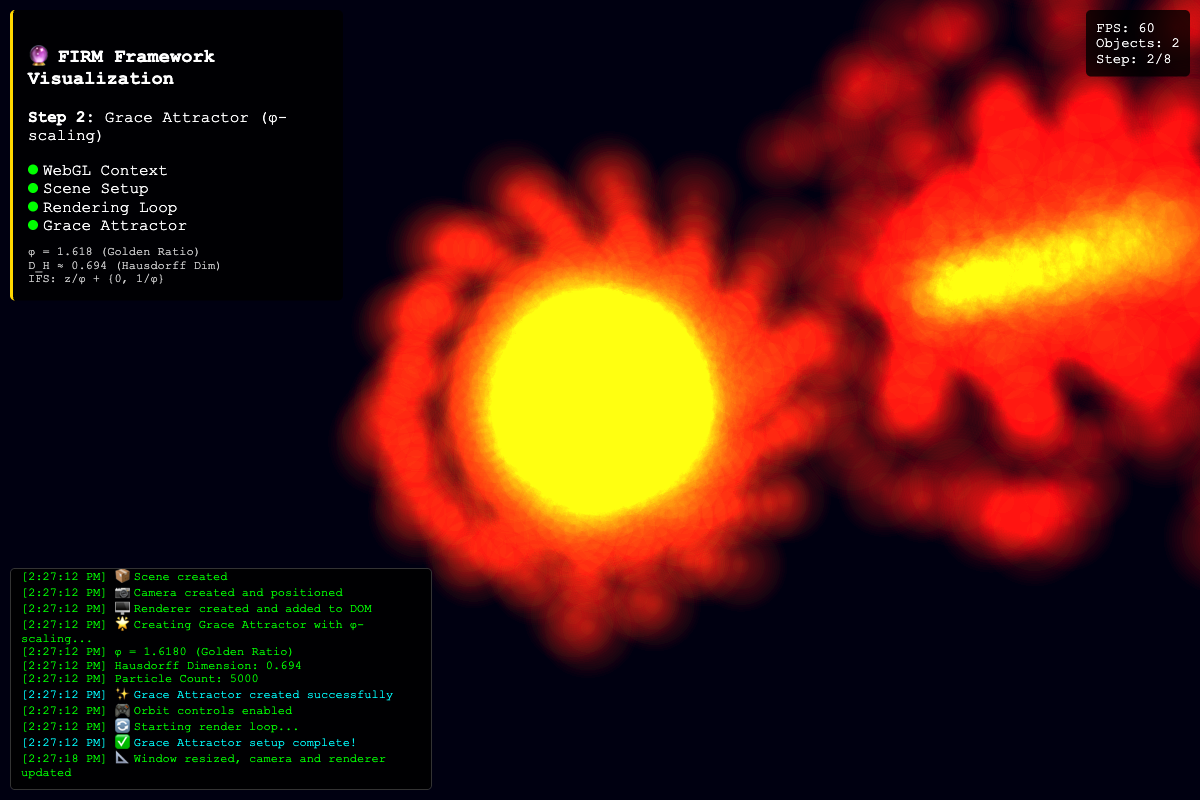 🔮 FIRM Framework
Visualization
Step 2: Grace Attractor (φ-
scaling)
WebGL Context
Scene Setup
Rendering Loop
Grace Attractor
φ = 1.618 (Golden Ratio)
D_H ≈ 0.694 (Hausdorff Dim)
IFS: z/φ + {0, 1/φ}
FPS: 60
Objects: 2
Step: 2/8
[2:27:12 PM] 📦 Scene created
[2:27:12 PM] 📷 Camera created and positioned
[2:27:12 PM] 🖥️ Renderer created and added to DOM
[2:27:12 PM] 🌟 Creating Grace Attractor with φ-
scaling...
[2:27:12 PM] φ = 1.6180 (Golden Ratio)
[2:27:12 PM] Hausdorff Dimension: 0.694
[2:27:12 PM] Particle Count: 5000
[2:27:12 PM] ✨ Grace Attractor created successfully
[2:27:12 PM] 🎮 Orbit controls enabled
[2:27:12 PM] 🔄 Starting render loop...
[2:27:12 PM] ✅ Grace Attractor setup complete!
[2:27:18 PM] 📐 Window resized, camera and renderer
updated